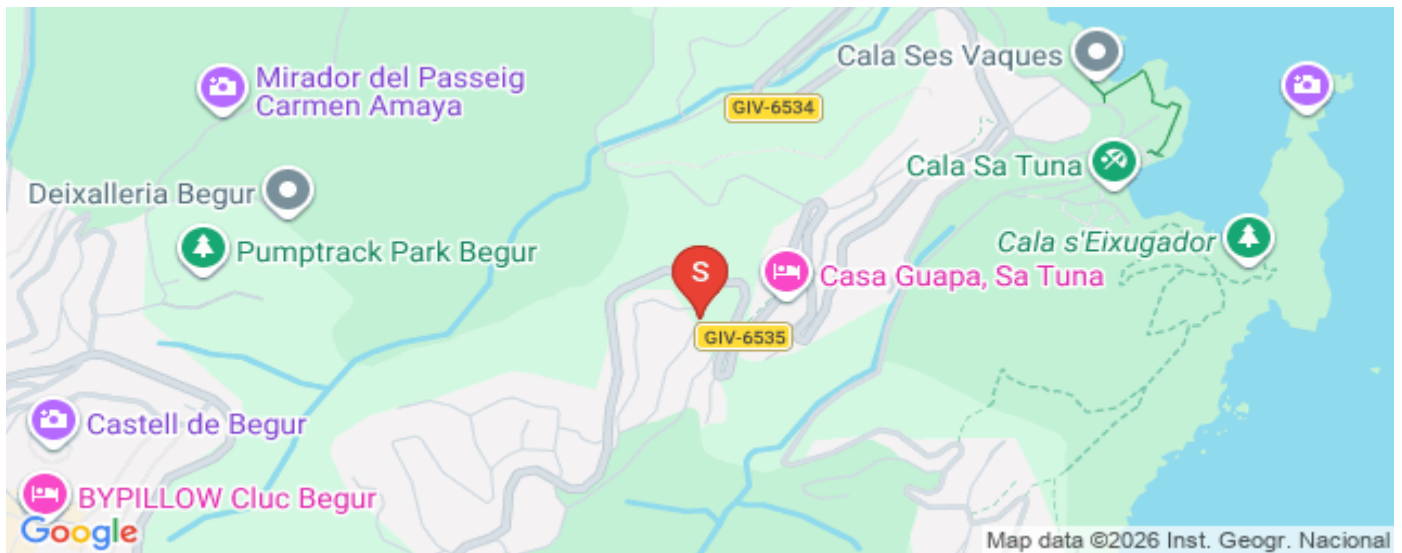 Cala Ses Vaques
Mirador del Passeig
Carmen Amaya
GIV-6534
Cala Sa Tuna
Deixalleria Begur
Pumptrack Park Begur
Cala s'Eixugador
S
Casa Guapa, Sa Tuna
GIV-6535
Castell de Begur
BYPILLOW Cluc Begur
Google
Map data ©2026 Inst. Geogr. Nacional